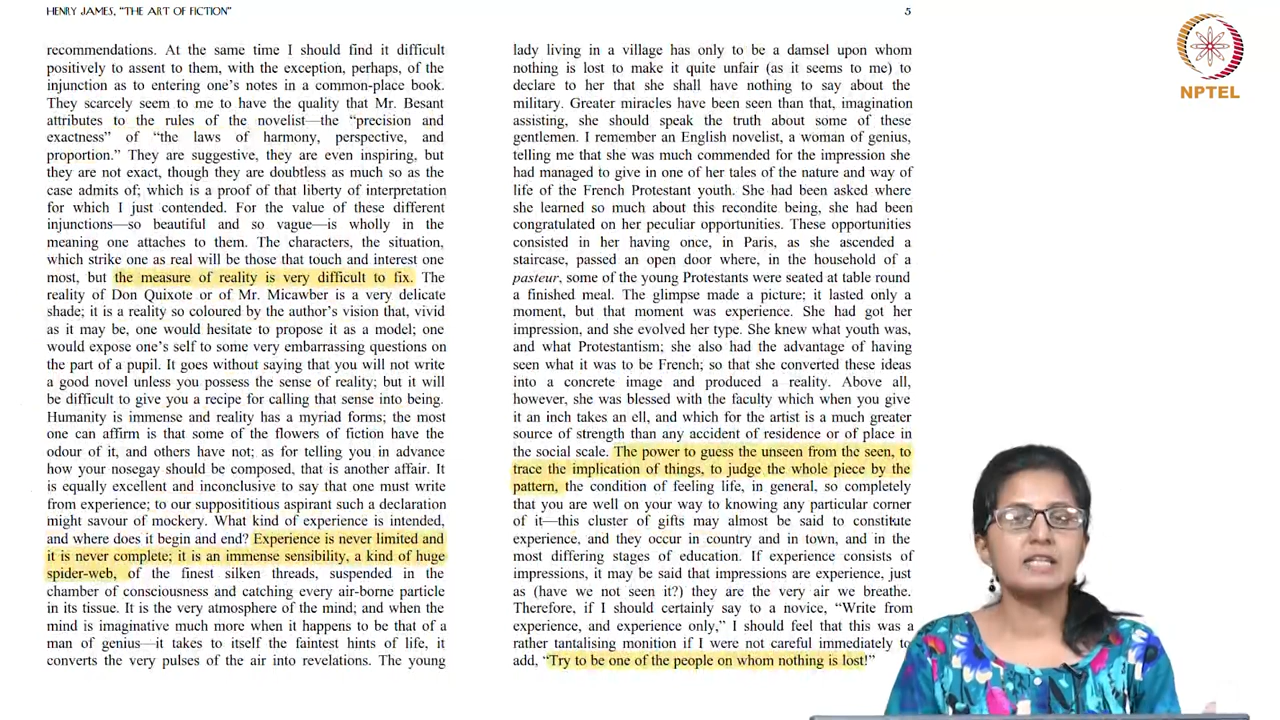 HENRY JAMES, "THE ART OF FICTION"
5
recommendations. At the same time I should find it difficult
positively to assent to them, with the exception, perhaps, of the
injunction as to entering one's notes in a common-place book.
They scarcely seem to me to have the quality that Mr. Besant
attributes to the rules of the novelist—the "precision and
exactness" of "the laws of harmony, perspective, and
proportion." They are suggestive, they are even inspiring, but
they are not exact, though they are doubtless as much so as the
case admits of; which is a proof of that liberty of interpretation
for which I just contended. For the value of these different
injunctions—so beautiful and so vague—is wholly in the
meaning one attaches to them. The characters, the situation,
which strike one as real will be those that touch and interest one
most, but the measure of reality is very difficult to fix. The
reality of Don Quixote or of Mr. Micawber is a very delicate
shade; it is a reality so coloured by the author's vision that, vivid
as it may be, one would hesitate to propose it as a model; one
would expose one's self to some very embarrassing questions on
the part of a pupil. It goes without saying that you will not write
a good novel unless you possess the sense of reality; but it will
be difficult to give you a recipe for calling that sense into being.
Humanity is immense and reality has a myriad forms; the most
one can affirm is that some of the flowers of fiction have the
odour of it, and others have not; as for telling you in advance
how your nosegay should be composed, that is another affair. It
is equally excellent and inconclusive to say that one must write
from experience; to our supposititious aspirant such a declaration
might savour of mockery. What kind of experience is intended,
and where does it begin and end? Experience is never limited and
it is never complete; it is an immense sensibility, a kind of huge
spider-web, of the finest silken threads, suspended in the
chamber of consciousness and catching every air-borne particle
in its tissue. It is the very atmosphere of the mind; and when the
mind is imaginative much more when it happens to be that of a
man of genius—it takes to itself the faintest hints of life, it
converts the very pulses of the air into revelations. The young
lady living in a village has only to be a damsel upon whom
nothing is lost to make it quite unfair (as it seems to me) to
declare to her that she shall have nothing to say about the
military. Greater miracles have been seen than that, imagination
assisting, she should speak the truth about some of these
gentlemen. I remember an English novelist, a woman of genius,
telling me that she was much commended for the impression she
had managed to give in one of her tales of the nature and way of
life of the French Protestant youth. She had been asked where
she learned so much about this recondite being, she had been
congratulated on her peculiar opportunities. These opportunities
consisted in her having once, in Paris, as she ascended a
staircase, passed an open door where, in the household of a
pasteur, some of the young Protestants were seated at table round
a finished meal. The glimpse made a picture; it lasted only a
moment, but that moment was experience. She had got her
impression, and she evolved her type. She knew what youth was,
and what Protestantism; she also had the advantage of having
seen what it was to be French; so that she converted these ideas
into a concrete image and produced a reality. Above all,
however, she was blessed with the faculty which when you give
it an inch takes an ell, and which for the artist is a much greater
source of strength than any accident of residence or of place in
the social scale. The power to guess the unseen from the seen, to
trace the implication of things, to judge the whole piece by the
pattern, the condition of feeling life, in general, so completely
that you are well on your way to knowing any particular corner
of it—this cluster of gifts may almost be said to constitute
experience, and they occur in country and in town, and in the
most differing stages of education. If experience consists of
impressions, it may be said that impressions are experience, just
as (have we not seen it?) they are the very air we breathe.
Therefore, if I should certainly say to a novice, "Write from
experience, and experience only," I should feel that this was a
rather tantalising monition if I were not careful immediately to
add, "Try to be one of the people on whom nothing is lost!"
NPTEL